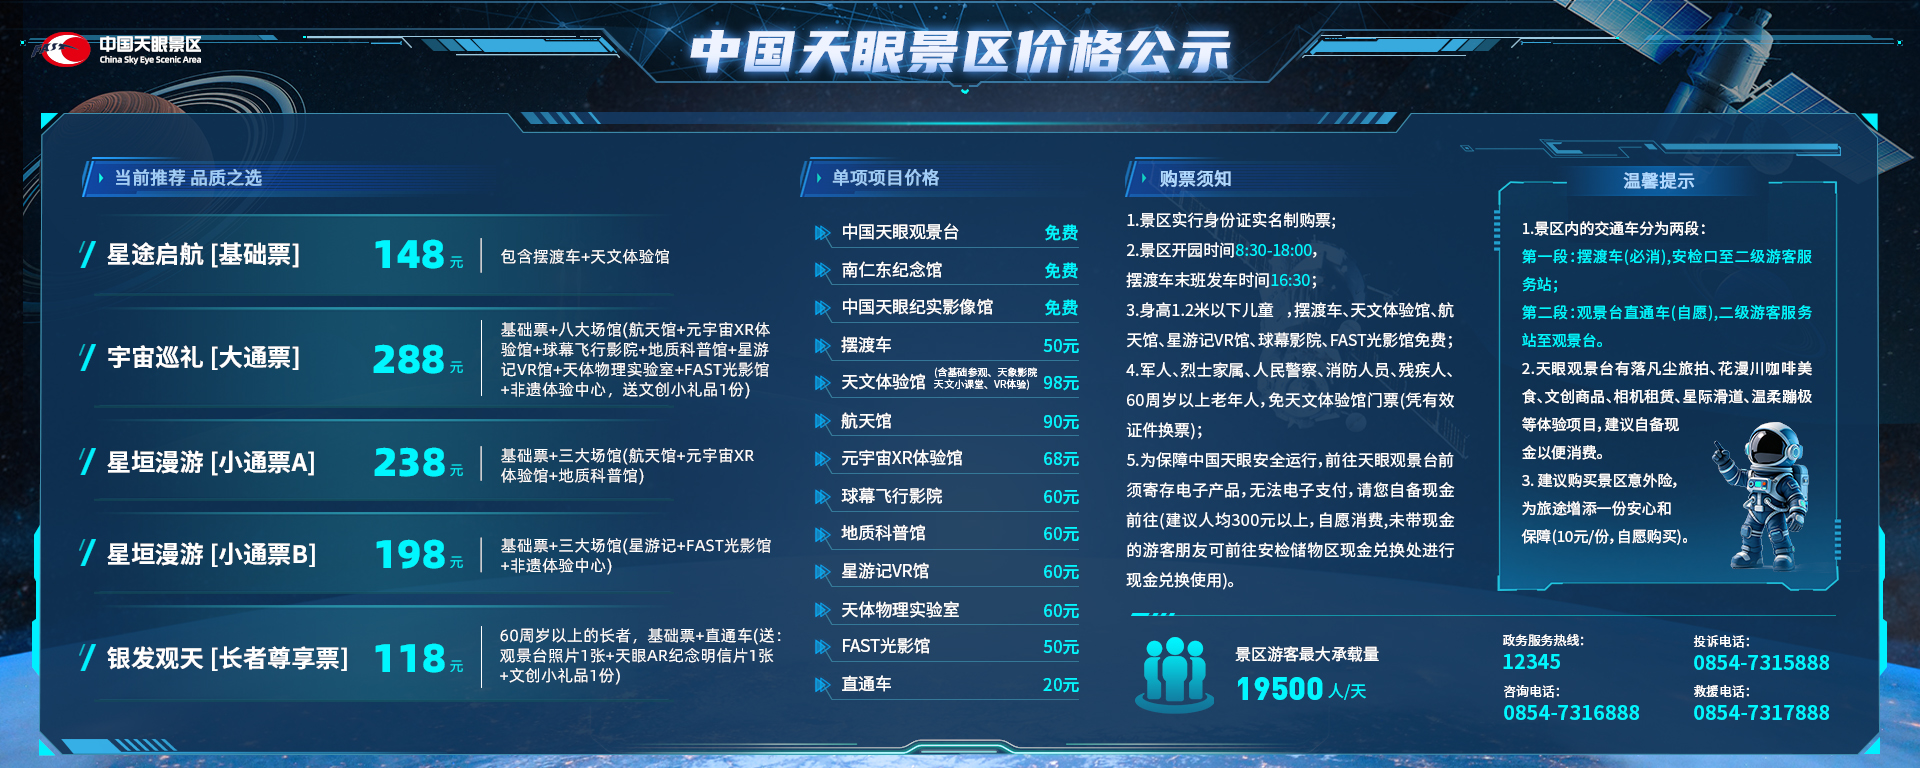 中国天眼景区
China Sky Eye Scenic Area
中国天眼景区价格公示
当前推荐 品质之选
星途启航 [基础票]
148元
包含摆渡车+天文体验馆
宇宙巡礼 [大通票]
288元
基础票+八大场馆(航天馆+元宇宙XR体
验馆+球幕飞行影院+地质科普馆+星游
记VR馆+天体物理实验室+FAST光影馆
+非遗体验中心，送文创小礼品1份)
星垣漫游 [小通票A]
238元
基础票+三大场馆(航天馆+元宇宙XR
体验馆+地质科普馆)
星垣漫游 [小通票B]
198元
基础票+三大场馆(星游记+FAST光影馆
+非遗体验中心)
银发观天 [长者尊享票]
118元
60周岁以上的长者，基础票+直通车(送：
观景台照片1张+天眼AR纪念明信片1张
+文创小礼品1份)
单项项目价格
中国天眼观景台 免费
南仁东纪念馆 免费
中国天眼纪实影像馆 免费
摆渡车 50元
天文体验馆 (含基础参观、天象影院
天文小课堂、VR体验) 98元
航天馆 90元
元宇宙XR体验馆 68元
球幕飞行影院 60元
地质科普馆 60元
星游记VR馆 60元
天体物理实验室 60元
FAST光影馆 50元
直通车 20元
购票须知
1.景区实行身份证实名制购票；
2.景区开园时间8:30-18:00，
摆渡车末班发车时间16:30；
3.身高1.2米以下儿童 ，摆渡车、天文体验馆、航
天馆、星游记VR馆、球幕影院、FAST光影馆免费；
4.军人、烈士家属、人民警察、消防人员、残疾人、
60周岁以上老年人，免天文体验馆门票(凭有效
证件换票)；
5.为保障中国天眼安全运行，前往天眼观景台前
须寄存电子产品，无法电子支付，请您自备现金
前往(建议人均300元以上，自愿消费，未带现金
的游客朋友可前往安检储物区现金兑换处进行
现金兑换使用)。
景区游客最大承载量
19500 人/天
温馨提示
1.景区内的交通车分为两段：
第一段：摆渡车(必消)，安检口至二级游客服
务站；
第二段：观景台直通车(自愿)，二级游客服务
站至观景台。
2.天眼观景台有落凡尘旅拍、花漫川咖啡美
食、文创商品、相机租赁、星际滑道、温柔蹦极
等体验项目，建议自备现
金以便消费。
3. 建议购买景区意外险，
为旅途增添一份安心和
保障(10元/份，自愿购买)。
政务服务热线：
12345
投诉电话：
0854-7315888
咨询电话：
0854-7316888
救援电话：
0854-7317888